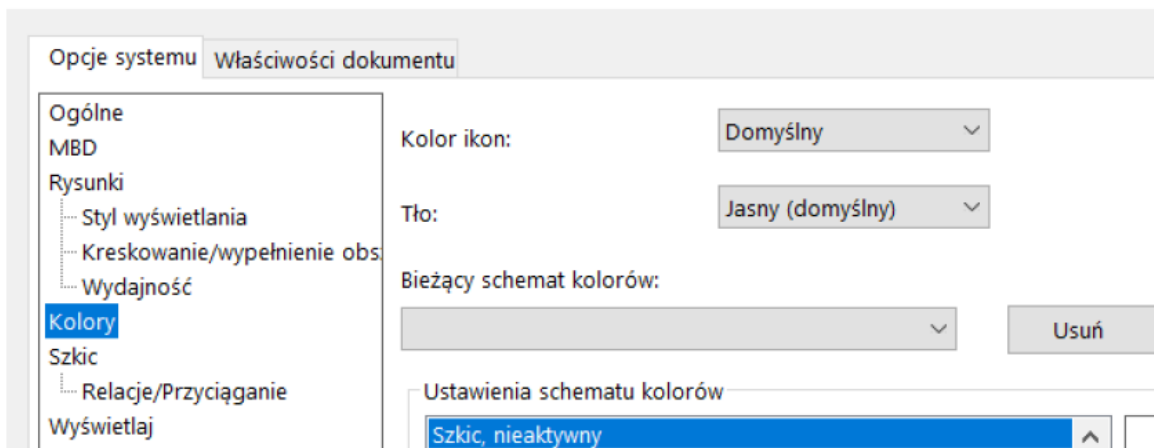 Opcje systemu
Właściwości dokumentu
Ogólne
MBD
Rysunki
Styl wyświetlania
Kreskowanie/wypełnienie obs
Wydajność
Kolory
Szkic
Relacje/Przyciąganie
Wyświetlaj
Kolor ikon:
Domyślny
Tło:
Jasny (domyślny)
Bieżący schemat kolorów:
Usuń
Ustawienia schematu kolorów
Szkic, nieaktywny